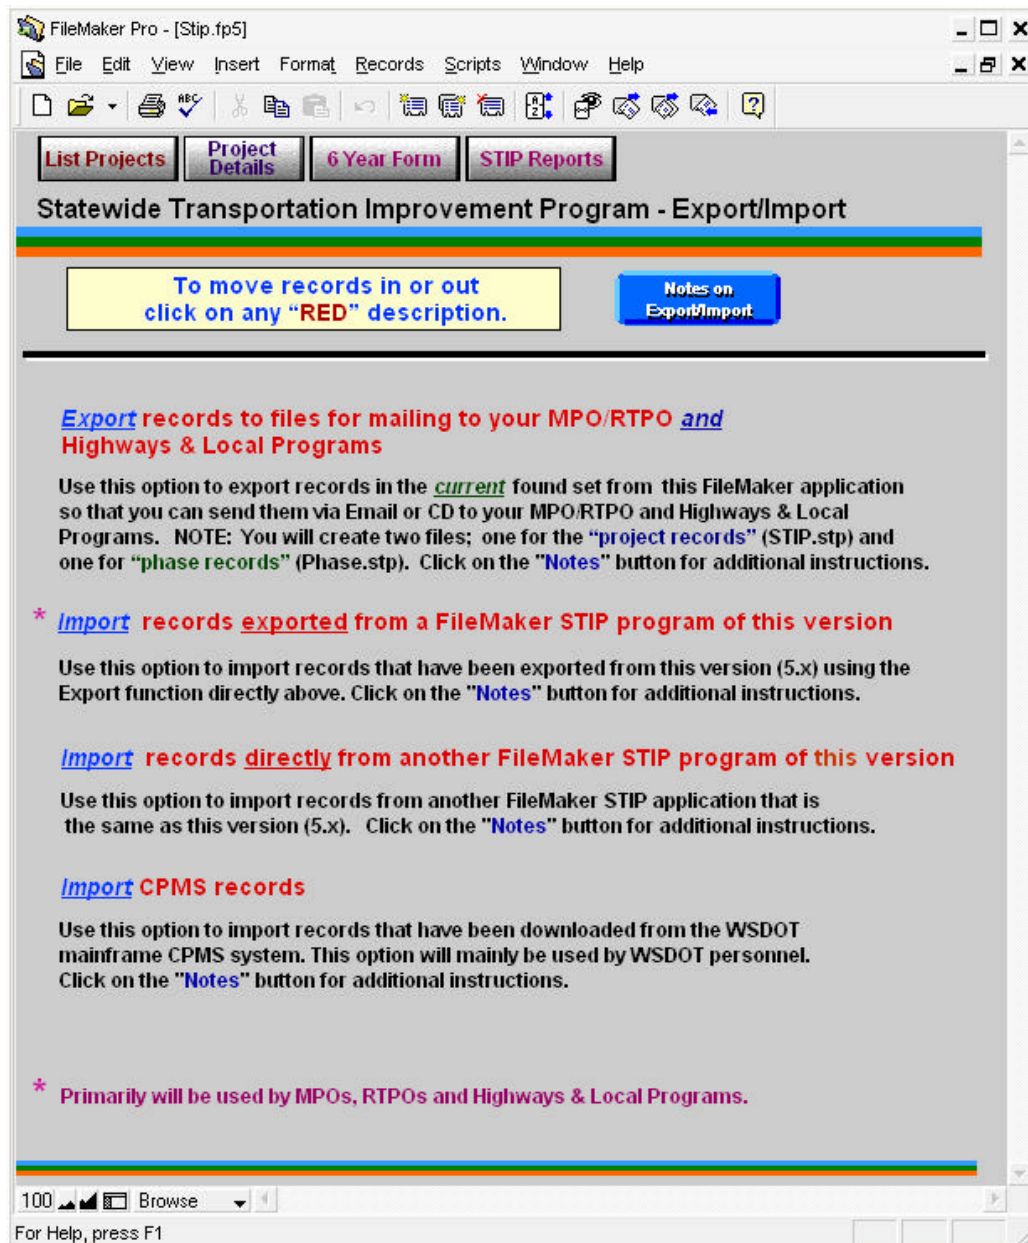 FileMaker Pro - [Stip.fp5]
File Edit View Insert Format Records Scripts Window Help
ABC
A
Z
?
List Projects
Project
Details
6 Year Form
STIP Reports
Statewide Transportation Improvement Program - Export/Import
To move records in or out
click on any “RED” description.
Notes on
Export/Import
Export records to files for mailing to your MPO/RTPO and
Highways & Local Programs
Use this option to export records in the current found set from this FileMaker application
so that you can send them via Email or CD to your MPO/RTPO and Highways & Local
Programs. NOTE: You will create two files; one for the “project records” (STIP.stp) and
one for “phase records” (Phase.stp). Click on the "Notes" button for additional instructions.
* Import records exported from a FileMaker STIP program of this version
Use this option to import records that have been exported from this version (5.x) using the
Export function directly above. Click on the "Notes" button for additional instructions.
Import records directly from another FileMaker STIP program of this version
Use this option to import records from another FileMaker STIP application that is
the same as this version (5.x). Click on the "Notes" button for additional instructions.
Import CPMS records
Use this option to import records that have been downloaded from the WSDOT
mainframe CPMS system. This option will mainly be used by WSDOT personnel.
Click on the "Notes" button for additional instructions.
* Primarily will be used by MPOs, RTPOs and Highways & Local Programs.
100 Browse
For Help, press F1